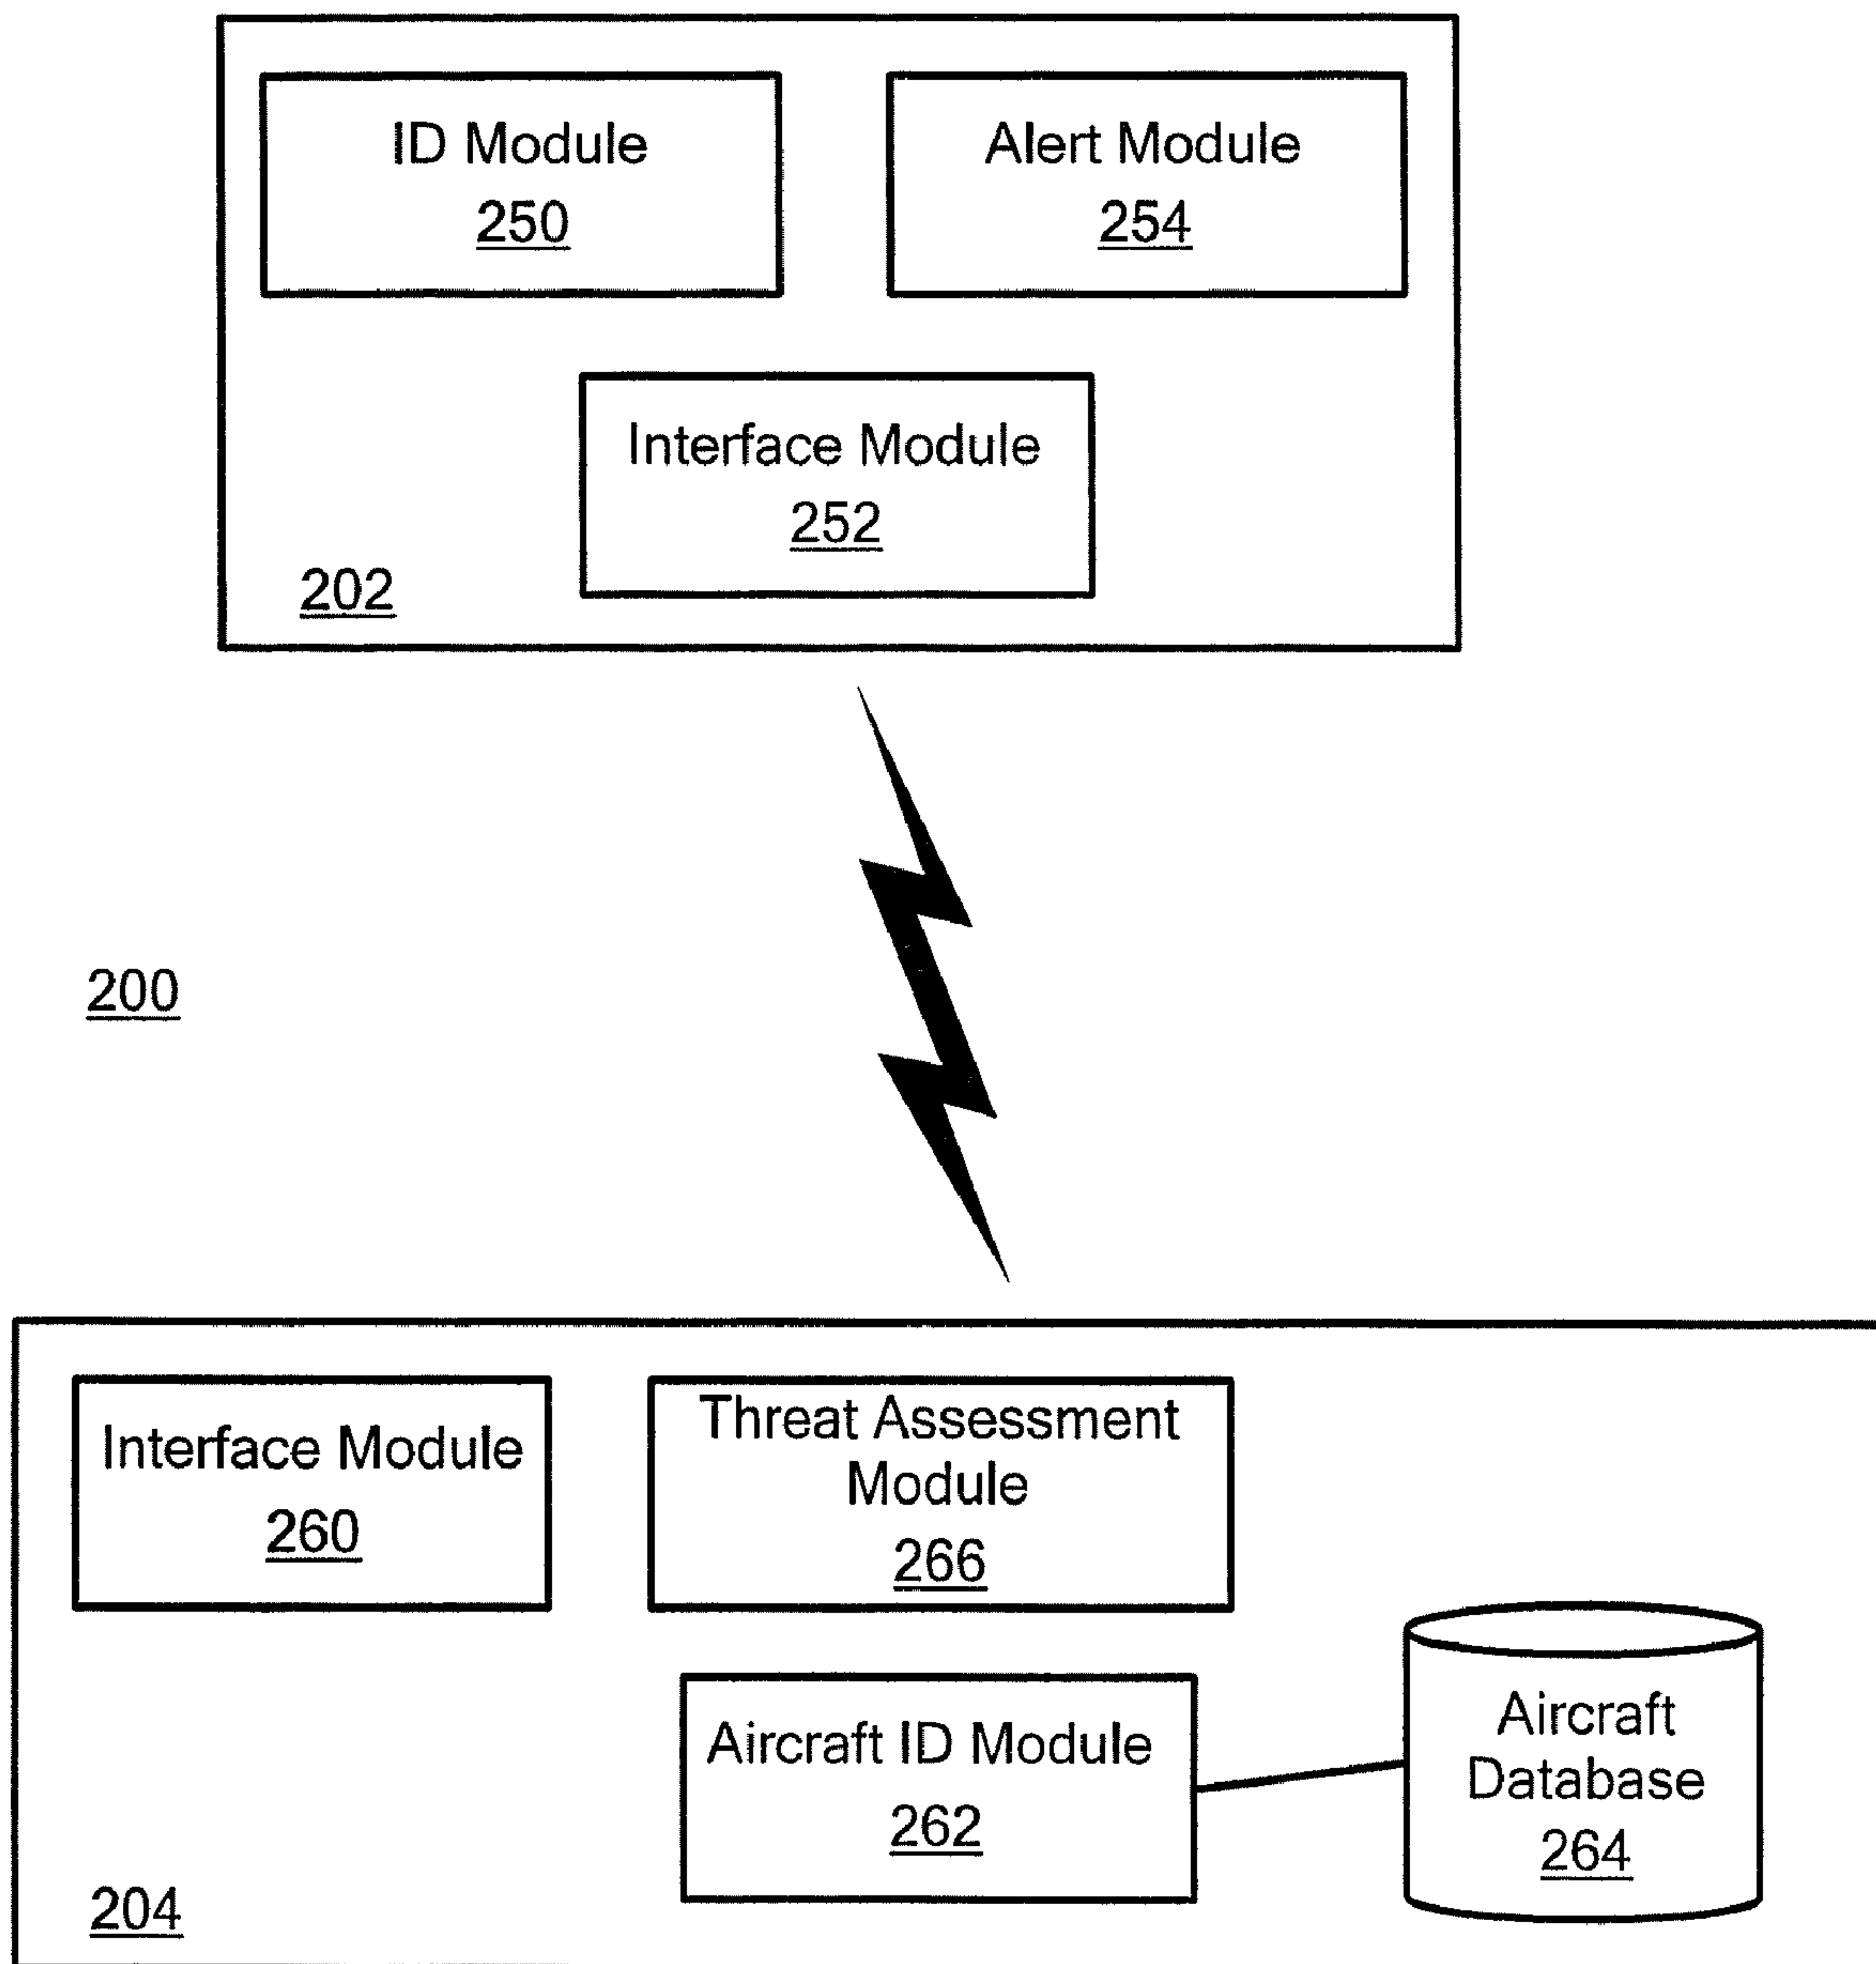 ID Module
250
Alert Module
254
Interface Module
252
202
200
Interface Module
260
Threat Assessment
Module
266
Aircraft ID Module
262
Aircraft
Database
264
204